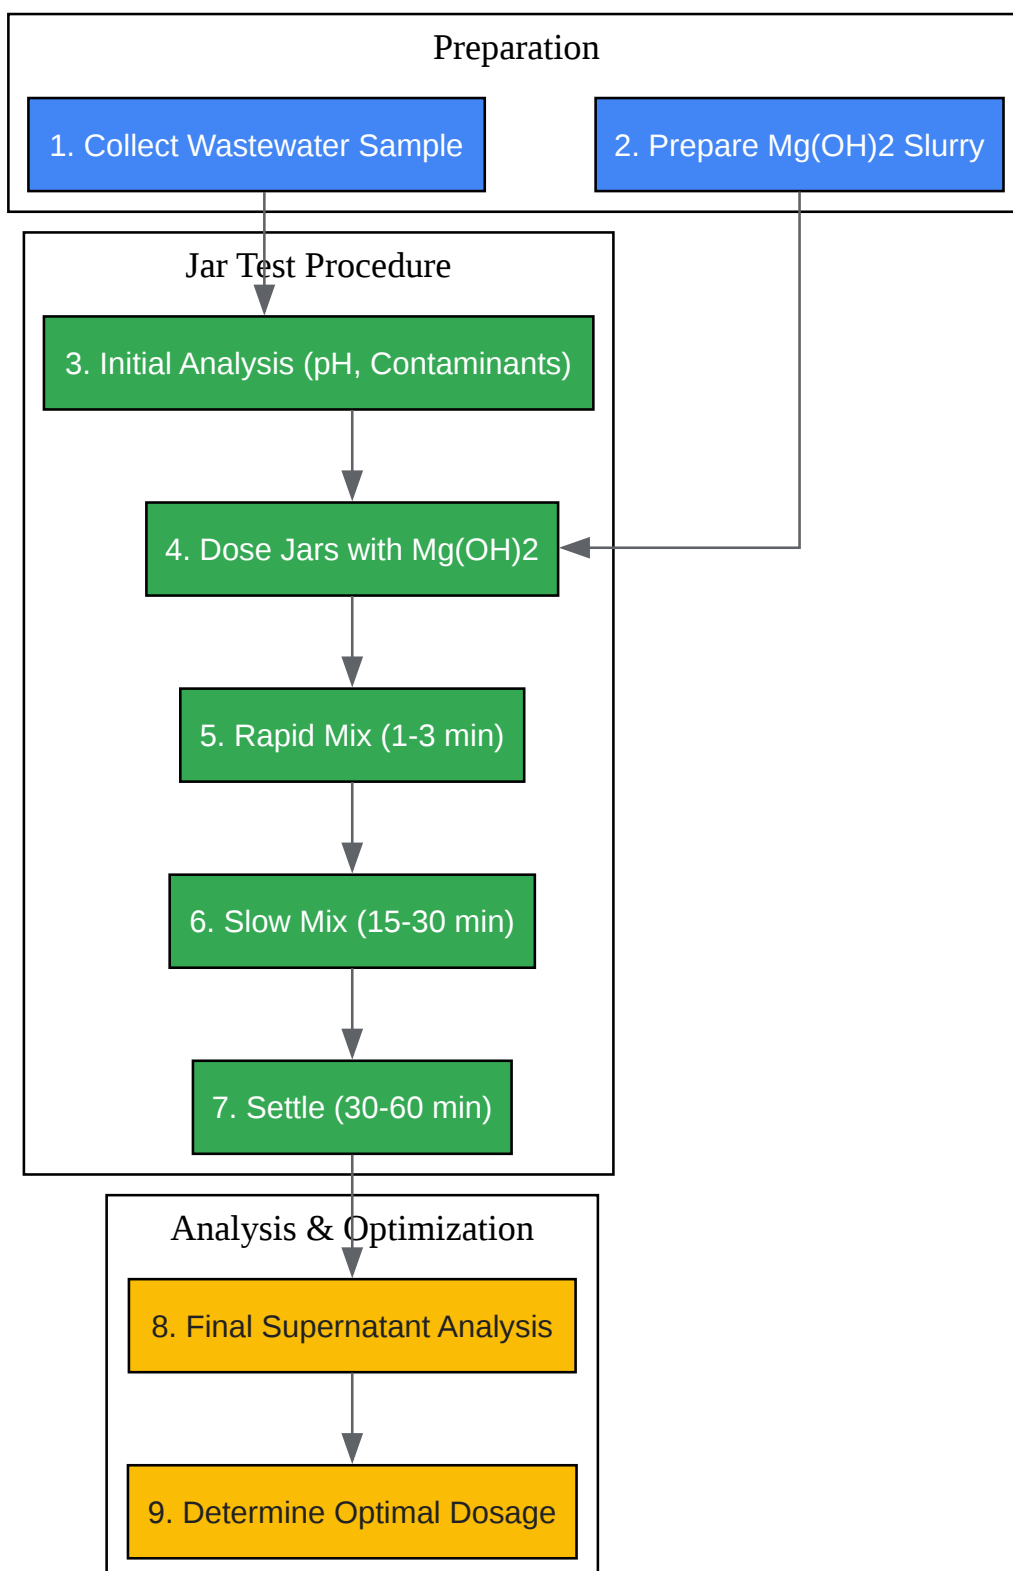 Preparation
1. Collect Wastewater Sample
2. Prepare Mg(OH)2 Slurry
Jar Test Procedure
3. Initial Analysis (pH, Contaminants)
4. Dose Jars with Mg(OH)2
5. Rapid Mix (1-3 min)
6. Slow Mix (15-30 min)
7. Settle (30-60 min)
Analysis & Optimization
8. Final Supernatant Analysis
9. Determine Optimal Dosage